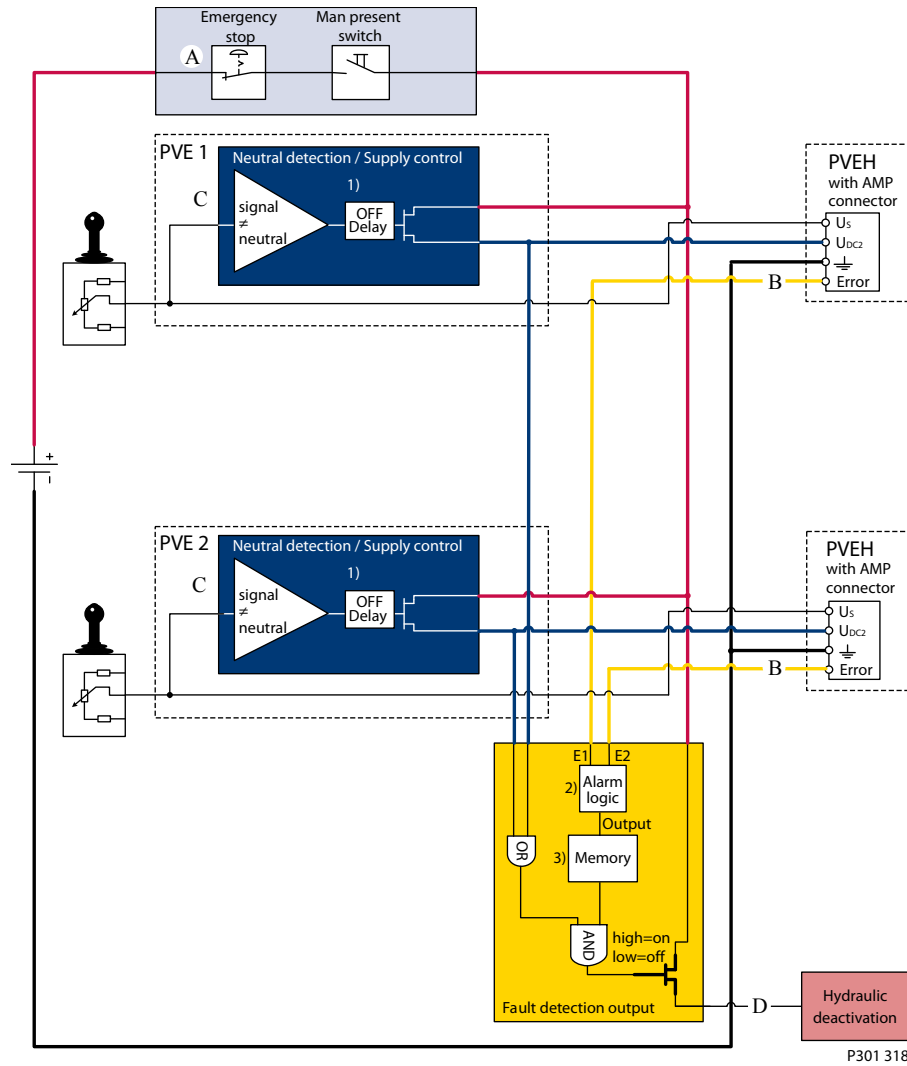 Emergency
stop
Man present
switch
A
PVE 1
Neutral detection / Supply control
1)
C
signal
≠
neutral
OFF
Delay
PVEH
with AMP
connector
US
UDC2
Error
B
+
-
PVE 2
Neutral detection / Supply control
1)
C
signal
≠
neutral
OFF
Delay
PVEH
with AMP
connector
US
UDC2
Error
B
E1
E2
2)
Alarm
logic
Output
OR
3)
Memory
AND
high=on
low=off
Fault detection output
D
Hydraulic
deactivation
P301 318